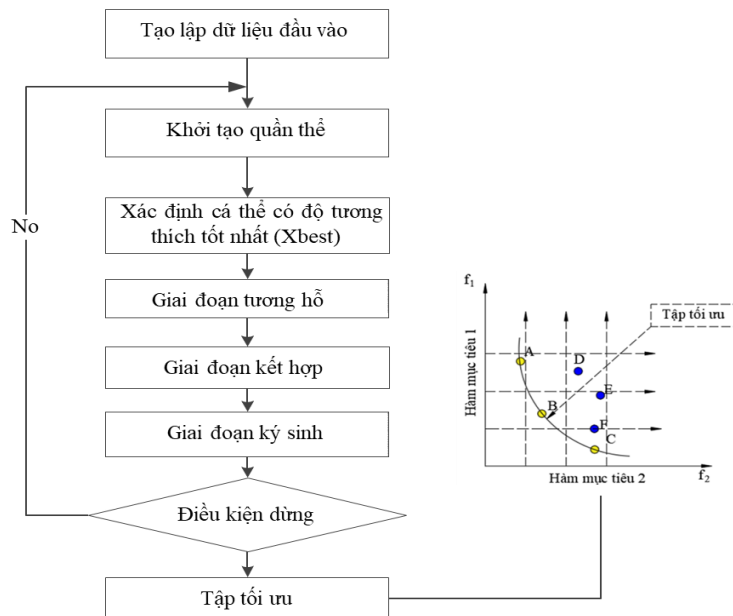 Tạo lập dữ liệu đầu vào
Khởi tạo quần thể
Xác định cá thể có độ tương
thích tốt nhất (Xbest)
No
Giai đoạn tương hỗ
Giai đoạn kết hợp
Giai đoạn ký sinh
Điều kiện dừng
Tập tối ưu
f1
Tập tối ưu
Hàm mục tiêu 1
A
D
E
B
F
C
Hàm mục tiêu 2
f2